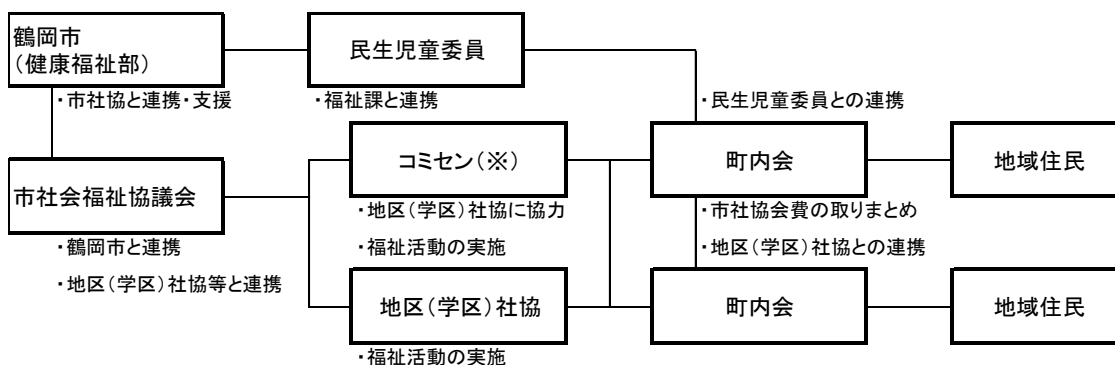 鶴岡市
(健康福祉部)
民生児童委員
・市社協と連携・支援
・福祉課と連携
・民生児童委員との連携
市社会福祉協議会
コミセン(※)
町内会
地域住民
・地区(学区)社協に協力
・市社協会費の取りまとめ
・鶴岡市と連携
・福祉活動の実施
・地区(学区)社協との連携
・地区(学区)社協等と連携
地区(学区)社協
町内会
地域住民
・福祉活動の実施